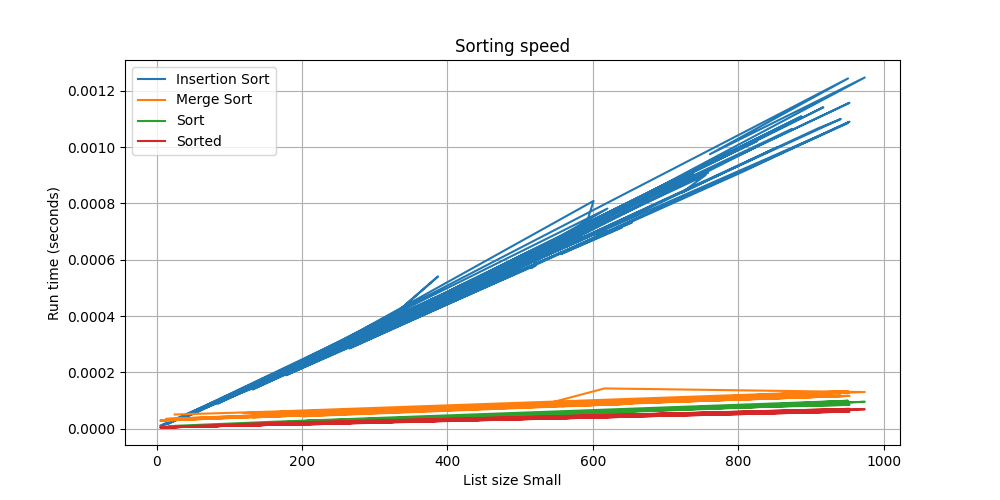 Sorting speed
Insertion Sort
Merge Sort
Sort
Sorted
Run time (seconds)
0.0012
0.0010
0.0008
0.0006
0.0004
0.0002
0.0000
0 200 400 600 800 1000
List size Small